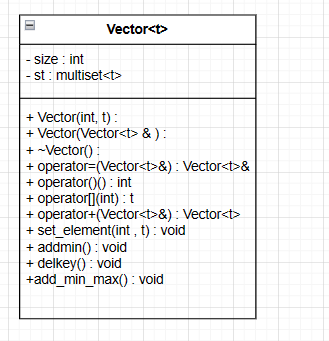 Vector<t>
- size : int
- st : multiset<t>
+ Vector(int, t) :
+ Vector(Vector<t> & ) :
+ ~Vector() :
+ operator=(Vector<t>&) : Vector<t>&
+ operator()() : int
+ operator[](int) : t
+ operator+(Vector<t>&) : Vector<t>
+ set_element(int , t) : void
+ addmin() : void
+ delkey() : void
+add_min_max() : void